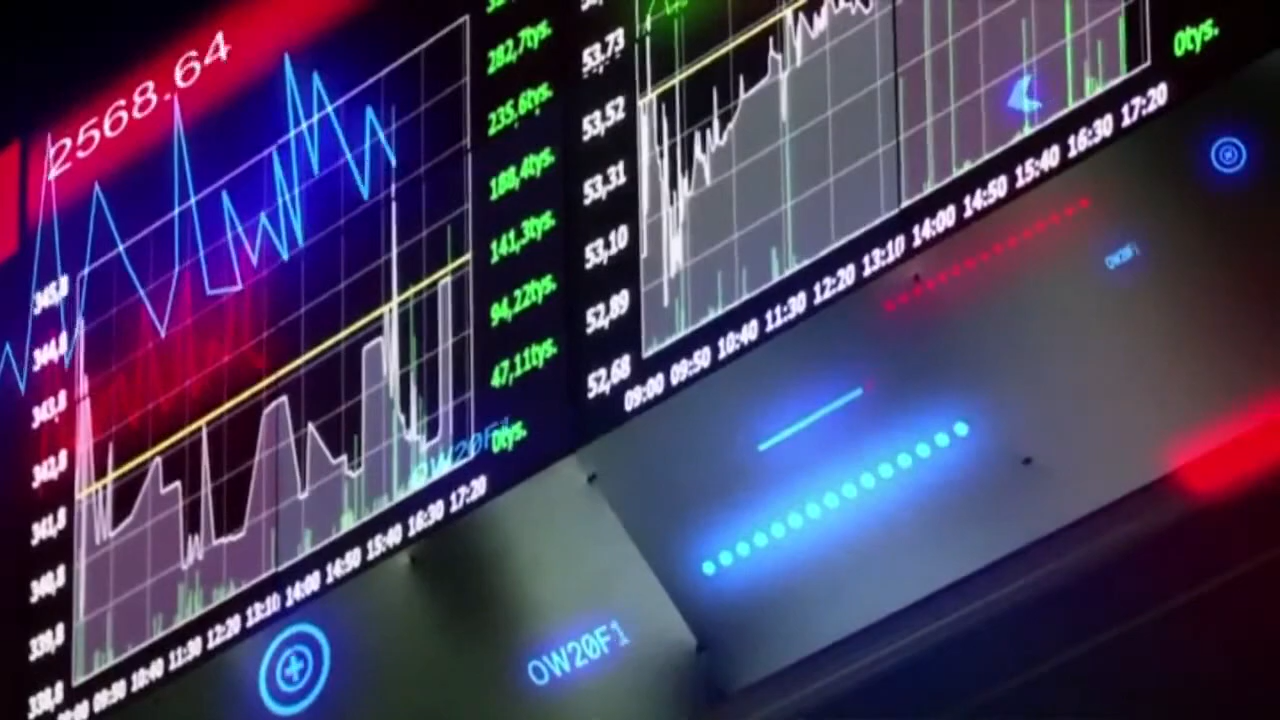 2568.64
282,7tys.
235,6tys.
188,4tys.
141,3tys.
94,22tys.
47,11tys.
0tys.
345,8
344,8
343,8
342,8
341,8
340,8
339,8
338,8
09:50 10:40 11:30 12:20 13:10 14:00 14:50 15:40 16:30 17:20
53,73
53,52
53,31
53,10
52,89
52,68
0tys.
09:00 09:50 10:40 11:30 12:20 13:10 14:00 14:50 15:40 16:30 17:20
OW20F1
OW20F1
OW20F1